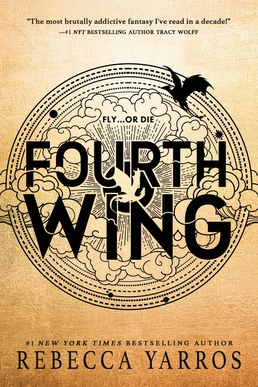 "The most brutally addictive fantasy I've read in a decade!"
—#1 NYT BESTSELLING AUTHOR TRACY WOLFF
FLY...OR DIE
FOURTH
WING
#1 NEW YORK TIMES BESTSELLING AUTHOR
REBECCA YARROS